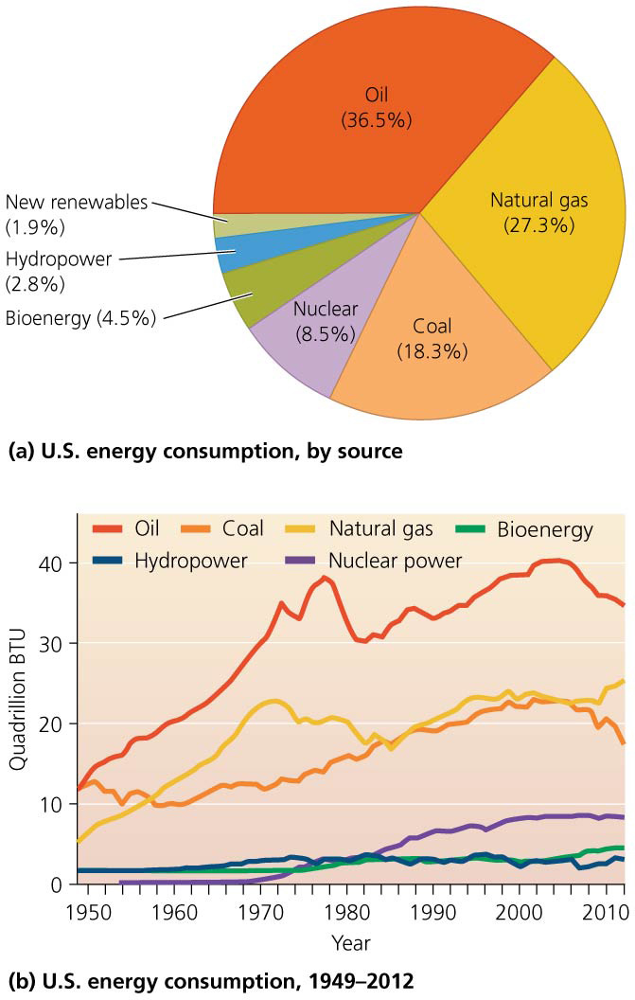 Oil
(36.5%)
Natural gas
(27.3%)
New renewables
(1.9%)
Hydropower
(2.8%)
Bioenergy (4.5%)
Nuclear
(8.5%)
Coal
(18.3%)
(a) U.S. energy consumption, by source
Oil Coal Natural gas Bioenergy
Hydropower Nuclear power
Quadrillion BTU
40
30
20
10
0
1950 1960 1970 1980 1990 2000 2010
Year
(b) U.S. energy consumption, 1949–2012